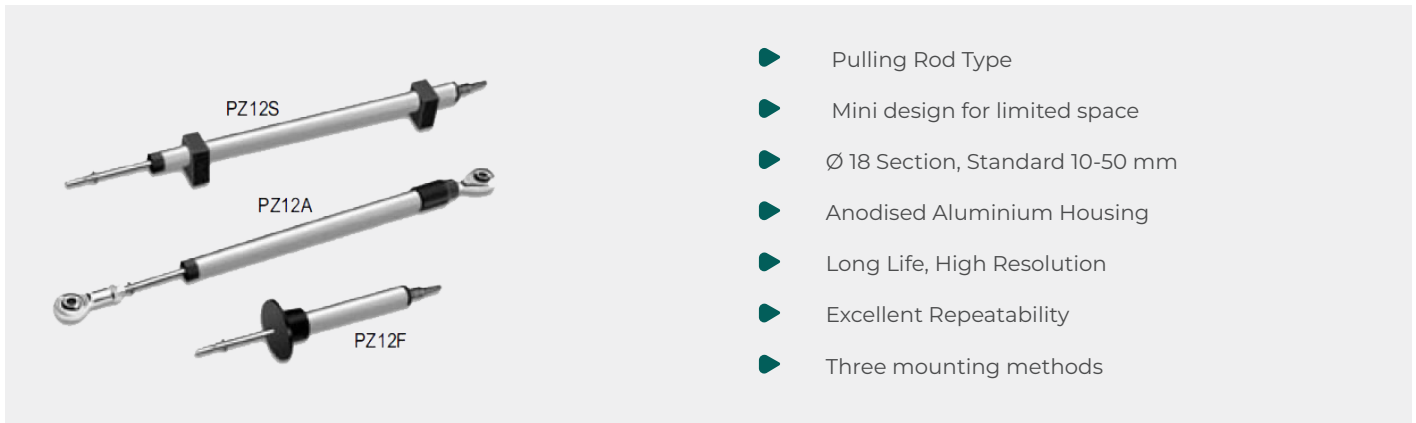 PZ12S
PZ12A
PZ12F
Pulling Rod Type
Mini design for limited space
Ø 18 Section, Standard 10-50 mm
Anodised Aluminium Housing
Long Life, High Resolution
Excellent Repeatability
Three mounting methods